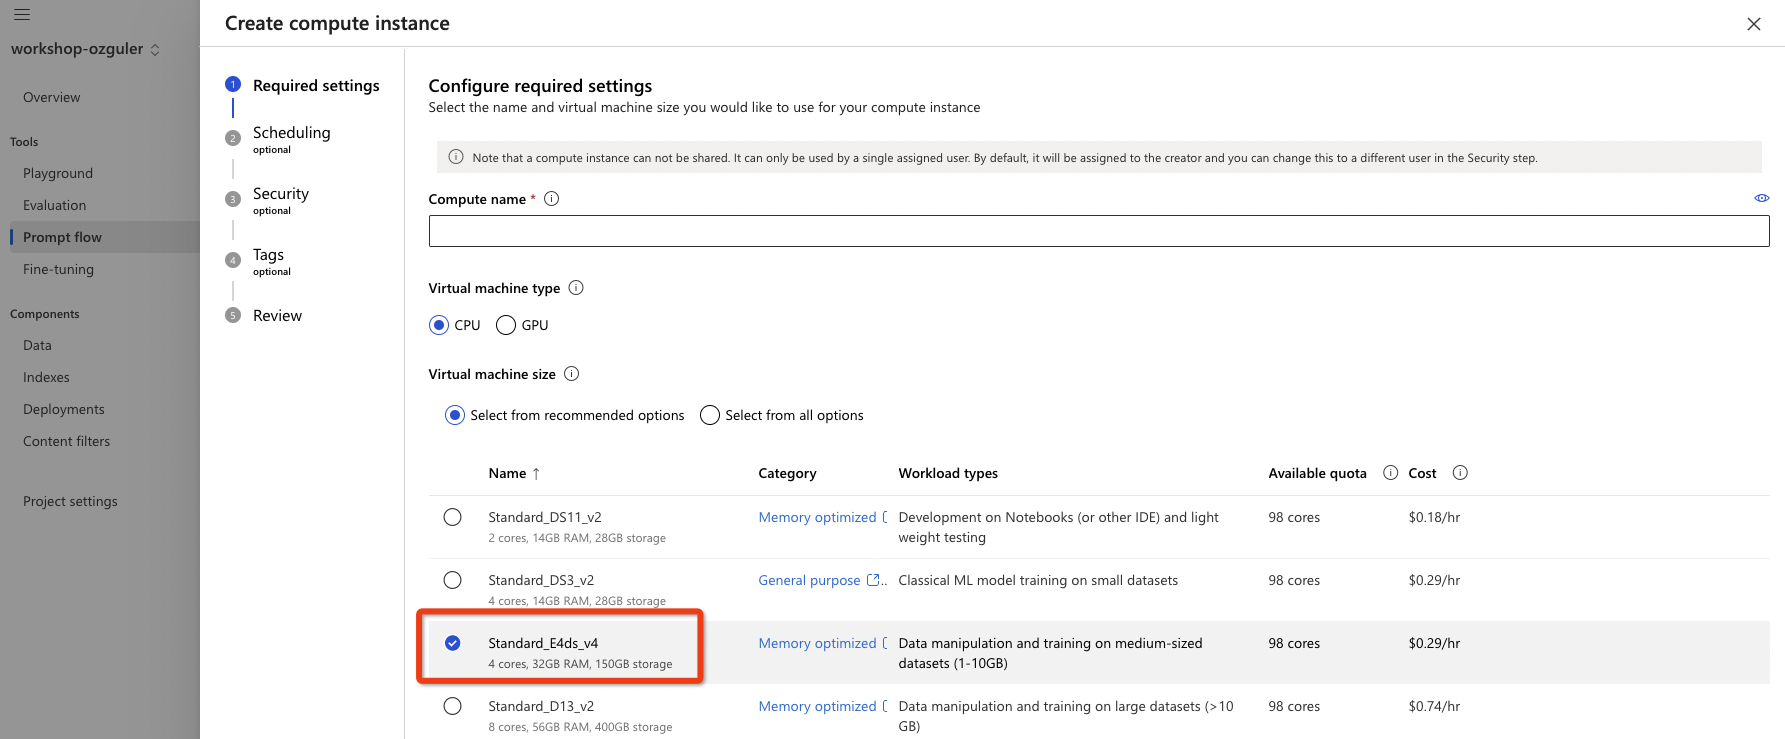 Create compute instance
workshop-ozguler
Overview
Tools
Playground
Evaluation
Prompt flow
Fine-tuning
Components
Data
Indexes
Deployments
Content filters
Project settings
1 Required settings
2 Scheduling
optional
3 Security
optional
4 Tags
optional
5 Review
Configure required settings
Select the name and virtual machine size you would like to use for your compute instance
Note that a compute instance can not be shared. It can only be used by a single assigned user. By default, it will be assigned to the creator and you can change this to a different user in the Security step.
Compute name *
Virtual machine type
CPU GPU
Virtual machine size
Select from recommended options Select from all options
Name ↑ Category Workload types Available quota Cost
Standard_DS11_v2 Memory optimized Development on Notebooks (or other IDE) and light 98 cores $0.18/hr
2 cores, 14GB RAM, 28GB storage weight testing
Standard_DS3_v2 General purpose .. Classical ML model training on small datasets 98 cores $0.29/hr
4 cores, 14GB RAM, 28GB storage
Standard_E4ds_v4 Memory optimized Data manipulation and training on medium-sized 98 cores $0.29/hr
4 cores, 32GB RAM, 150GB storage datasets (1-10GB)
Standard_D13_v2 Memory optimized Data manipulation and training on large datasets (>10 98 cores $0.74/hr
8 cores, 56GB RAM, 400GB storage GB)